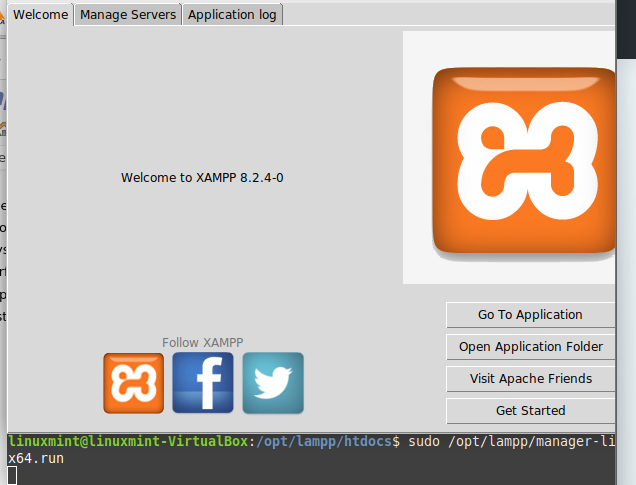 Welcome
Manage Servers
Application log
Welcome to XAMPP 8.2.4-0
Go To Application
Follow XAMPP
Open Application Folder
Visit Apache Friends
Get Started
linuxmint@linuxmint-VirtualBox:/opt/lampp/htdocs$ sudo /opt/lampp/manager-li
x64.run